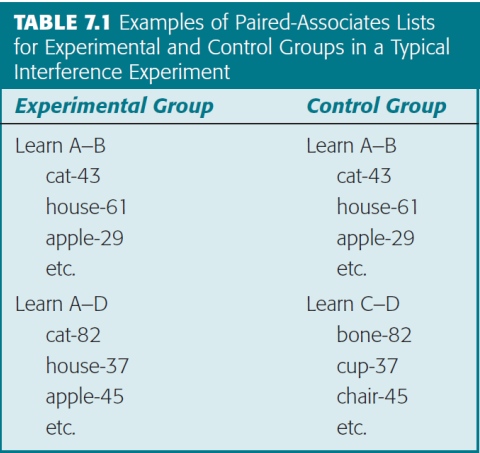 TABLE 7.1 Examples of Paired-Associates Lists
for Experimental and Control Groups in a Typical
Interference Experiment
Experimental Group Control Group
Learn A–B Learn A–B
cat-43 cat-43
house-61 house-61
apple-29 apple-29
etc. etc.
Learn A–D Learn C–D
cat-82 bone-82
house-37 cup-37
apple-45 chair-45
etc. etc.